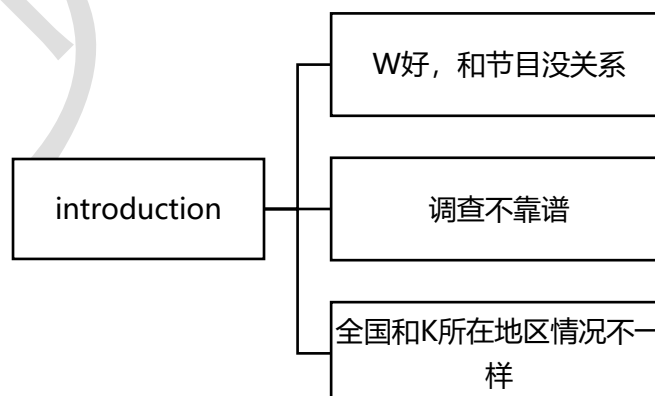 W好，和节目没关系
introduction
调查不靠谱
全国和K所在地区情况不一
样